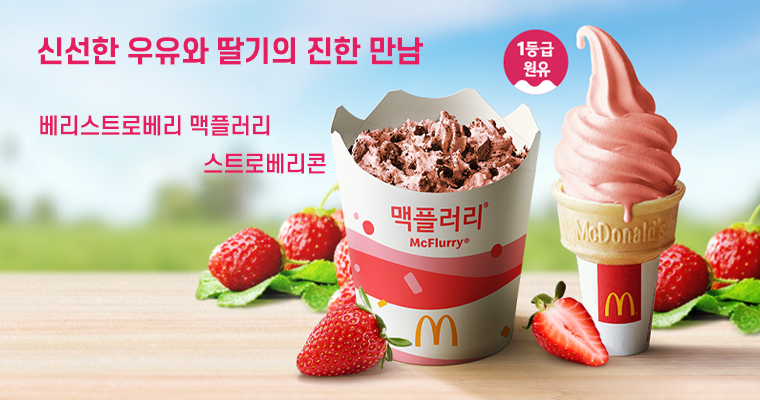 신선한 우유와 딸기의 진한 만남
1등급
원유
베리스트로베리 맥플러리
스트로베리콘
맥플러리®
McFlurry®
McDonald's